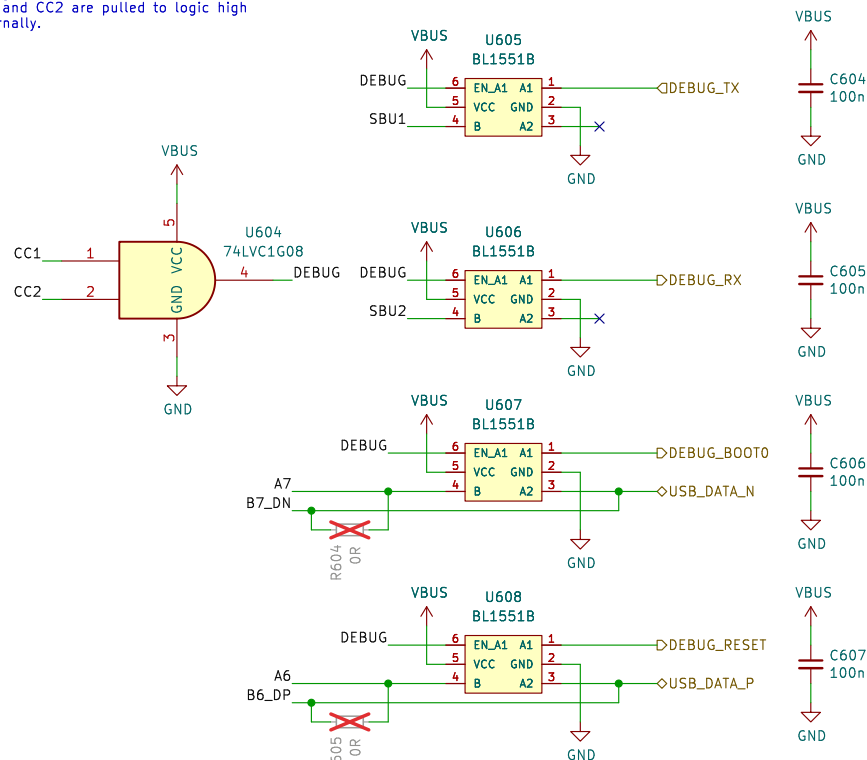 and CC2 are pulled to logic high
rnally.
VBUS
5
U604
74LVC1G08
CC1
1
CC2
2
VCC
GND
4
DEBUG
3
GND
VBUS
U605
BL1551B
DEBUG
6
EN_A1
A1
1
DEBUG_TX
5
VCC
GND
2
SBU1
4
B
A2
3
GND
VBUS
C604
100n
GND
VBUS
U606
BL1551B
DEBUG
6
EN_A1
A1
1
DEBUG_RX
5
VCC
GND
2
SBU2
4
B
A2
3
GND
VBUS
C605
100n
GND
VBUS
U607
BL1551B
DEBUG
6
EN_A1
A1
1
DEBUG_BOOT0
5
VCC
GND
2
A7
4
B
A2
3
USB_DATA_N
B7_DN
R604
0R
GND
VBUS
C606
100n
GND
VBUS
U608
BL1551B
DEBUG
6
EN_A1
A1
1
DEBUG_RESET
5
VCC
GND
2
A6
4
B
A2
3
USB_DATA_P
B6_DP
605
0R
GND
VBUS
C607
100n
GND